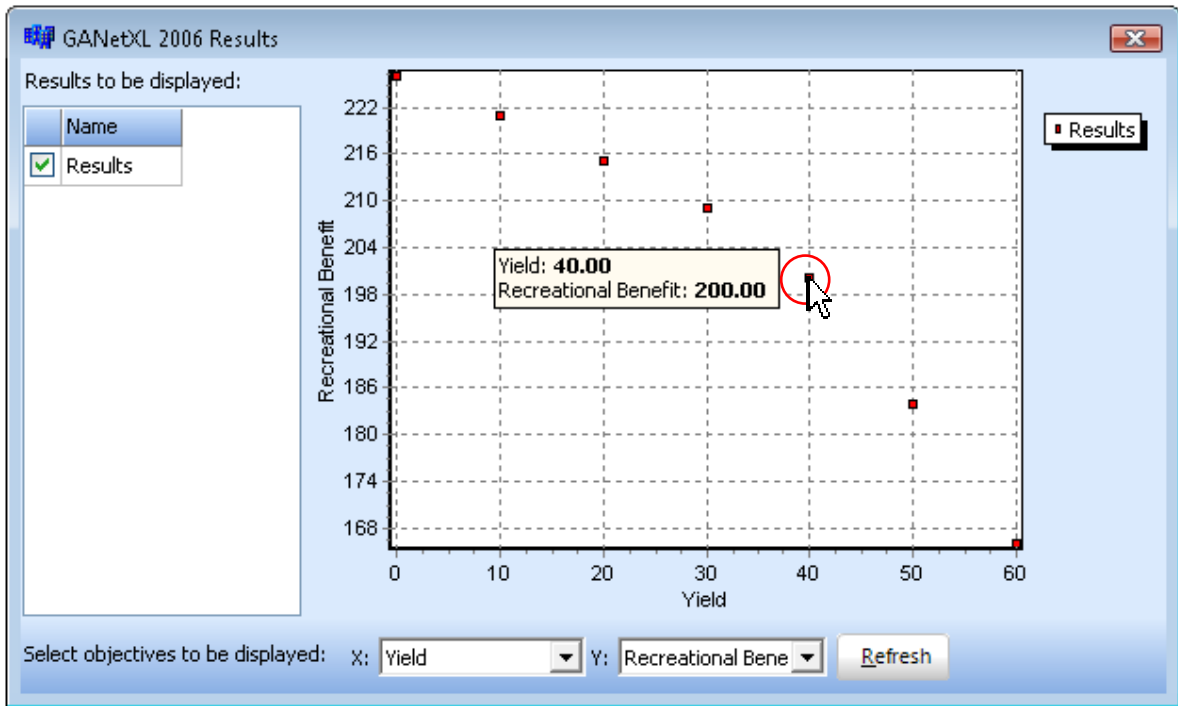 GANetXL 2006 Results
Results to be displayed:
Name
Results
222
216
210
204
198
192
186
180
174
168
Recreational Benefit
Yield: 40.00
Recreational Benefit: 200.00
0 10 20 30 40 50 60
Yield
Results
Select objectives to be displayed: X: Yield Y: Recreational Bene Refresh